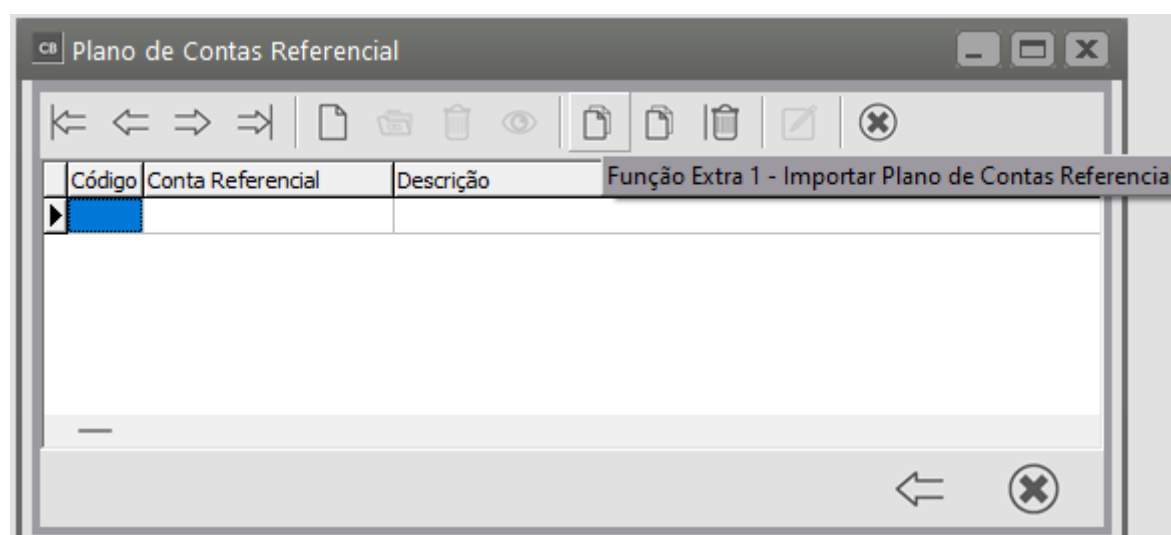 CB Plano de Contas Referencial
Código Conta Referencial Descrição
Função Extra 1 - Importar Plano de Contas Referencia